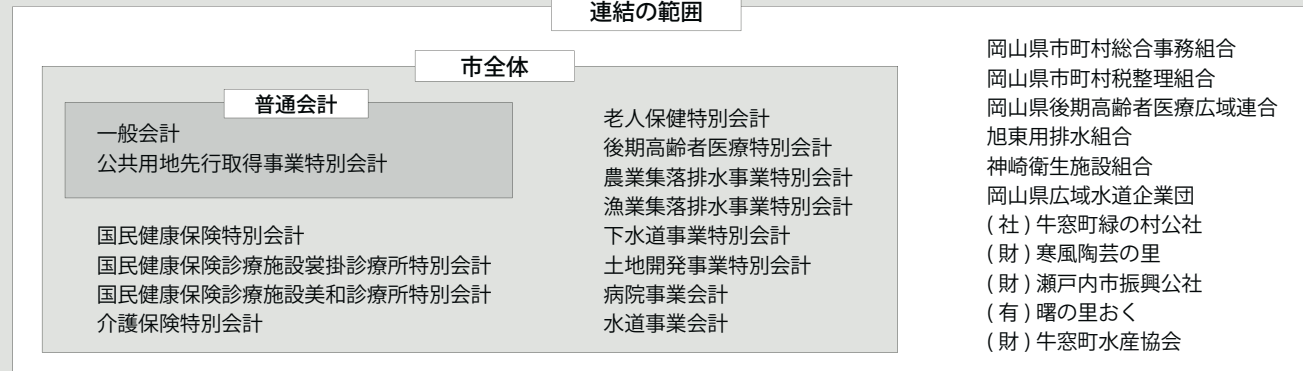 連結の範囲
市全体
普通会計
一般会計
公共用地先行取得事業特別会計
国民健康保険特別会計
国民健康保険診療施設裳掛診療所特別会計
国民健康保険診療施設美和診療所特別会計
介護保険特別会計
老人保健特別会計
後期高齢者医療特別会計
農業集落排水事業特別会計
漁業集落排水事業特別会計
下水道事業特別会計
土地開発事業特別会計
病院事業会計
水道事業会計
岡山県市町村総合事務組合
岡山県市町村税整理組合
岡山県後期高齢者医療広域連合
旭東用排水組合
神崎衛生施設組合
岡山県広域水道企業団
( 社 ) 牛窓町緑の村公社
( 財 ) 寒風陶芸の里
( 財 ) 瀬戸内市振興公社
( 有 ) 曙の里おく
( 財 ) 牛窓町水産協会